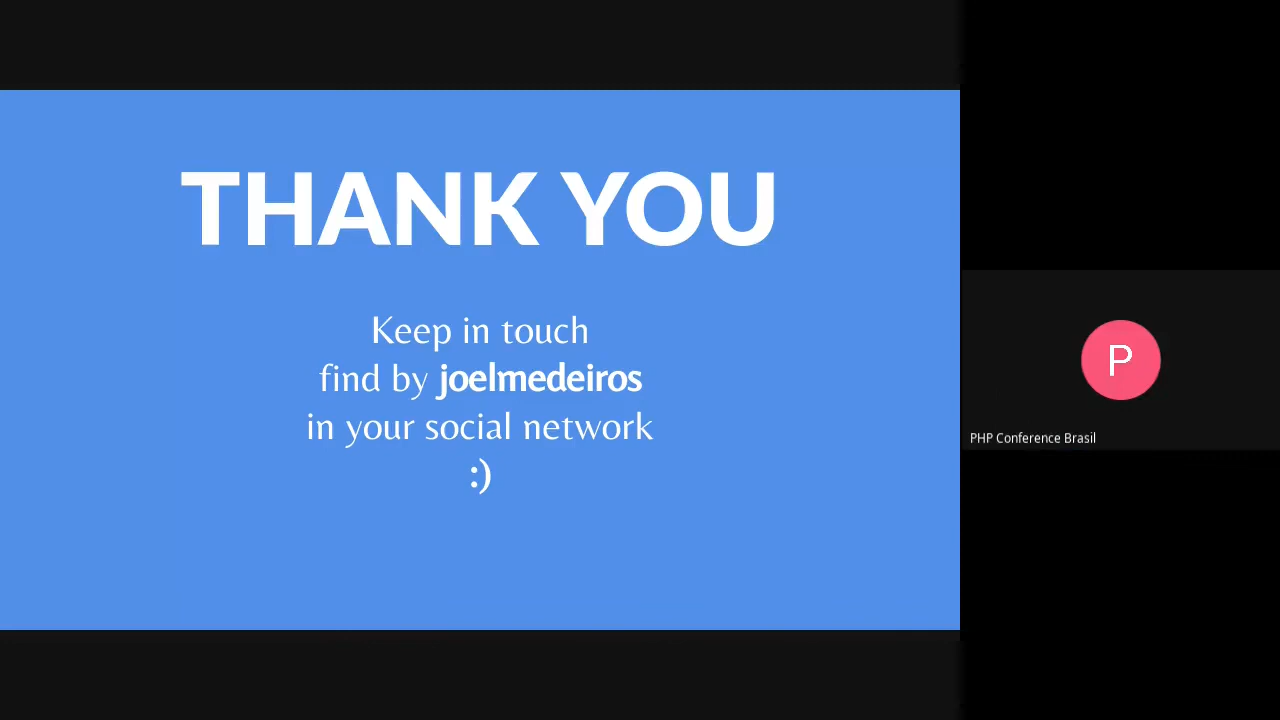 THANK YOU
Keep in touch
find by joelmedeiros
in your social network
:)
P
PHP Conference Brasil